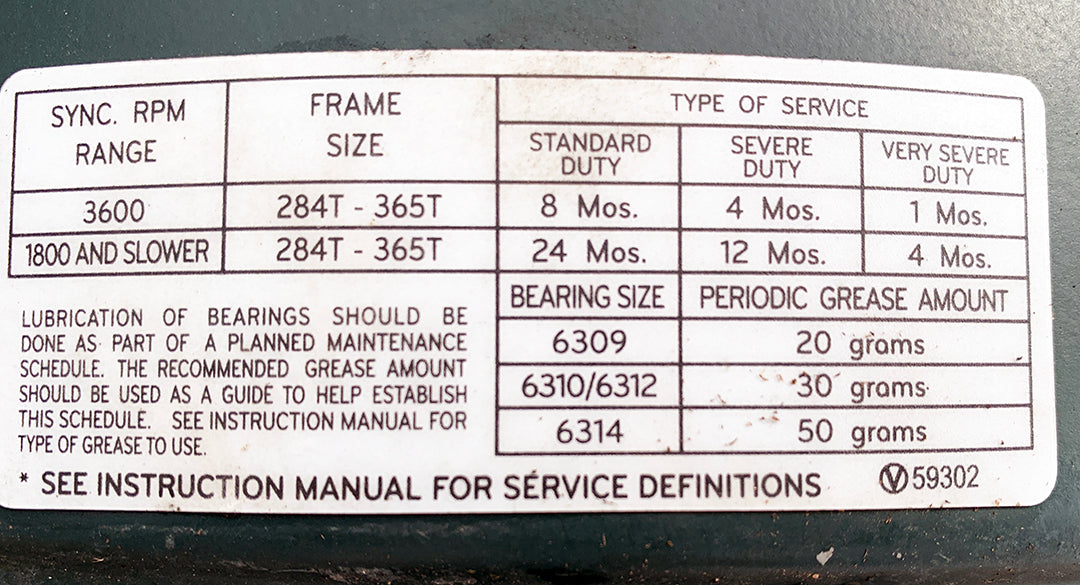 SYNC. RPM RANGE FRAME SIZE TYPE OF SERVICE
STANDARD DUTY SEVERE DUTY VERY SEVERE DUTY
3600 284T - 365T 8 Mos. 4 Mos. 1 Mos.
1800 AND SLOWER 284T - 365T 24 Mos. 12 Mos. 4 Mos.
BEARING SIZE PERIODIC GREASE AMOUNT
6309 20 grams
6310/6312 30 grams
6314 50 grams
LUBRICATION OF BEARINGS SHOULD BE
DONE AS PART OF A PLANNED MAINTENANCE
SCHEDULE. THE RECOMMENDED GREASE AMOUNT
SHOULD BE USED AS A GUIDE TO HELP ESTABLISH
THIS SCHEDULE. SEE INSTRUCTION MANUAL FOR
TYPE OF GREASE TO USE.
* SEE INSTRUCTION MANUAL FOR SERVICE DEFINITIONS
V 59302